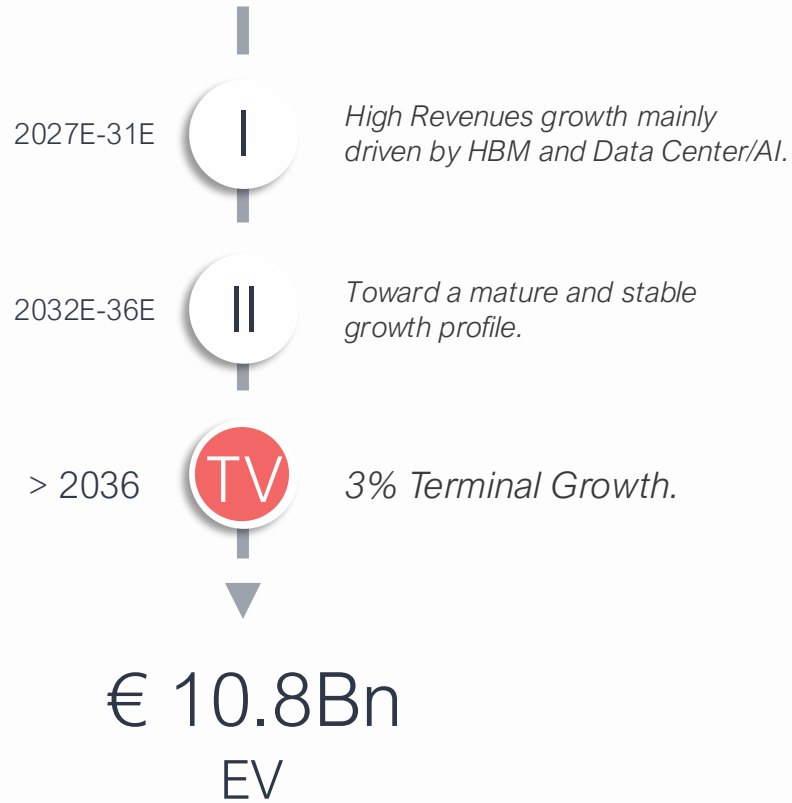 2027E-31E
I
High Revenues growth mainly
driven by HBM and Data Center/AI.
2032E-36E
II
Toward a mature and stable
growth profile.
> 2036
TV
3% Terminal Growth.
€ 10.8Bn
EV